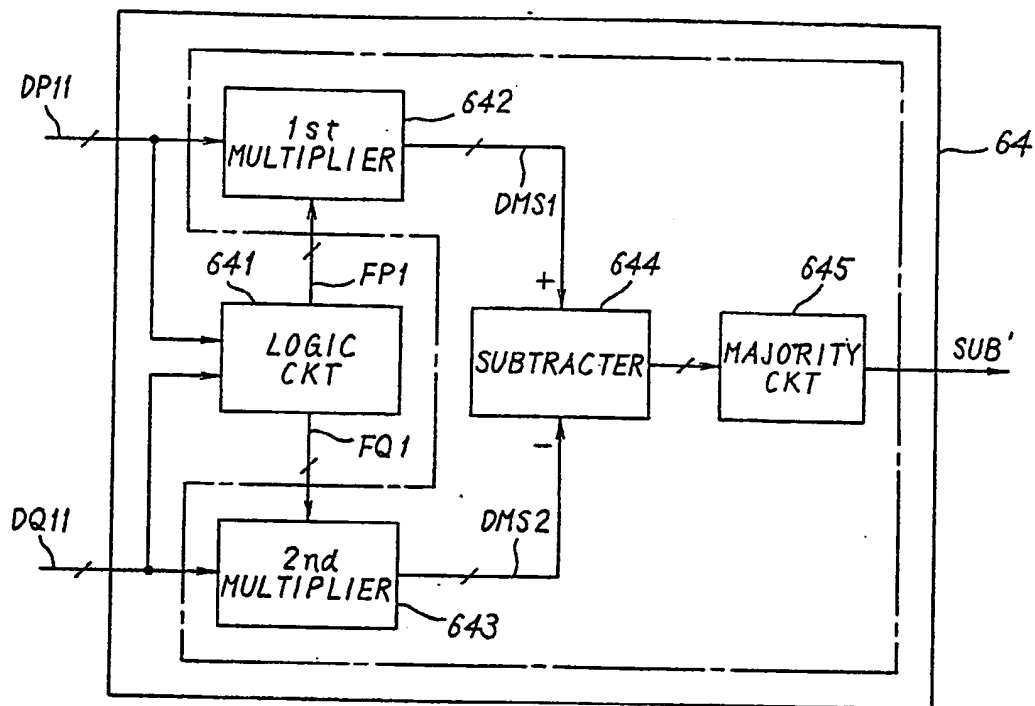 DP11
1st
MULTIPLIER
642
64
DMS1
641
FP1
+
644
645
LOGIC
CKT
SUBTRACTER
MAJORITY
CKT
SUB'
FQ1
-
DQ11
2nd
MULTIPLIER
DMS2
643